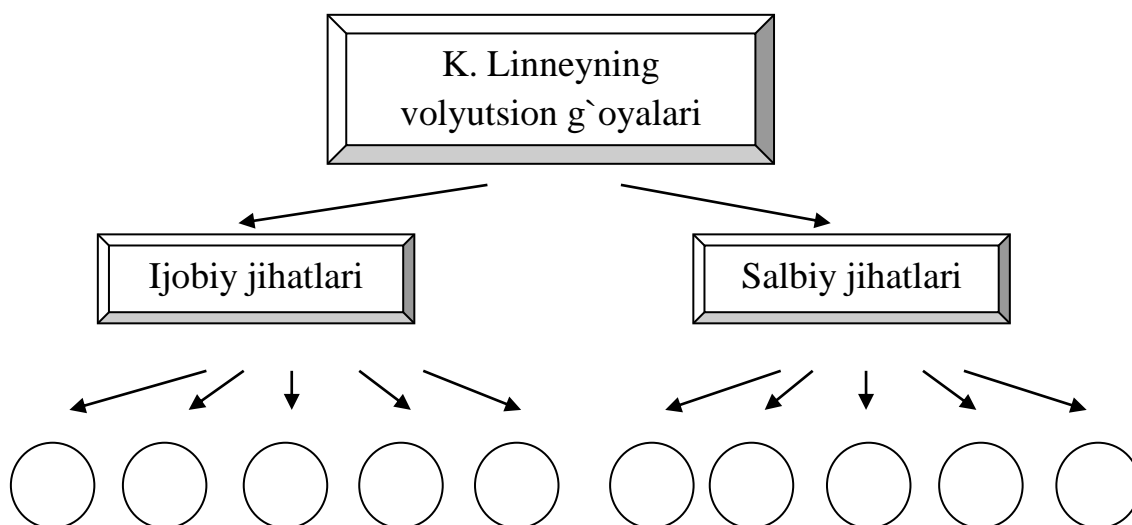 K. Linneyning
volyutsion g`oyalari
Ijobiy jihatlari
Salbiy jihatlari